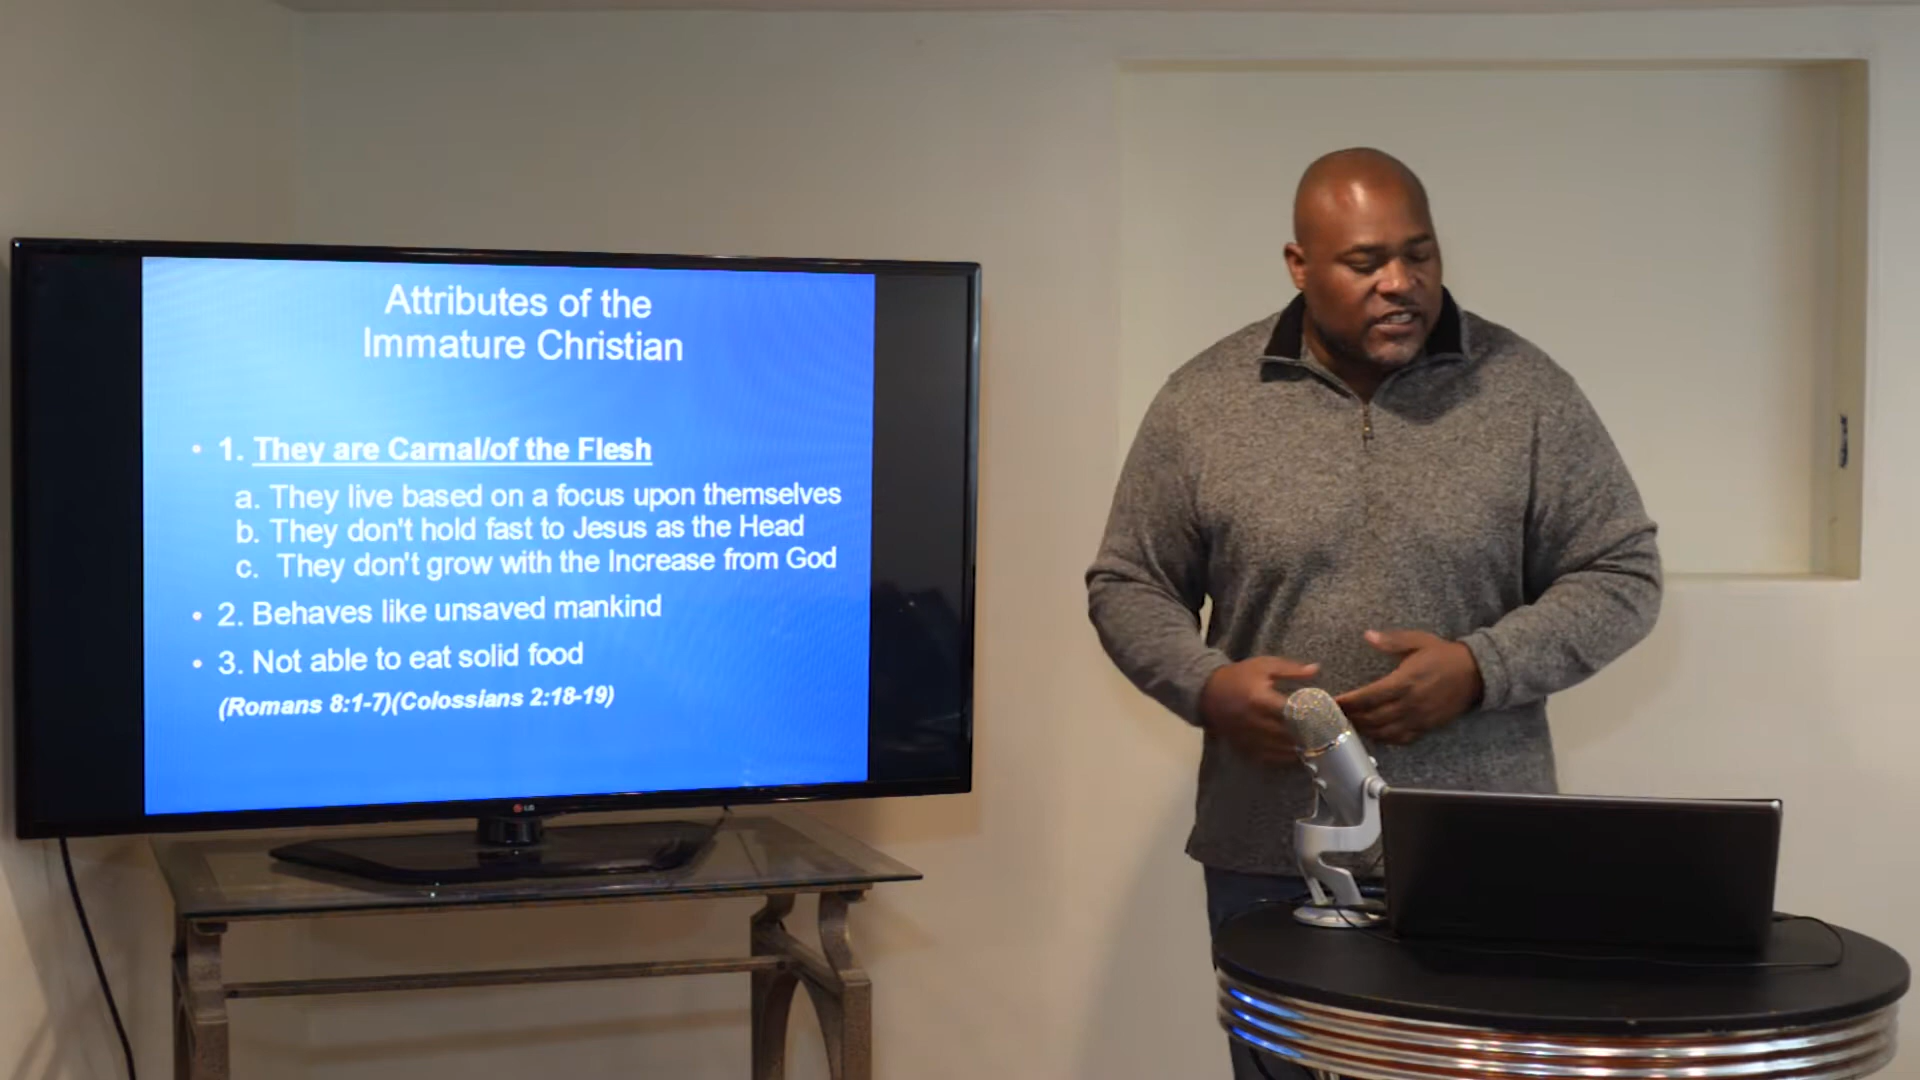 Attributes of the
Immature Christian
• 1. They are Carnal/of the Flesh
a. They live based on a focus upon themselves
b. They don't hold fast to Jesus as the Head
c. They don't grow with the Increase from God
• 2. Behaves like unsaved mankind
• 3. Not able to eat solid food
(Romans 8:1-7)(Colossians 2:18-19)
LG